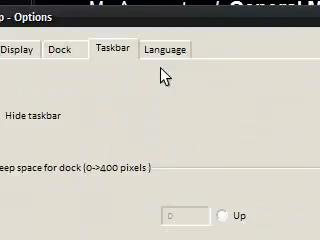 p - Options
Display Dock Taskbar Language
Hide taskbar
eep space for dock (0->400 pixels )
0 Up